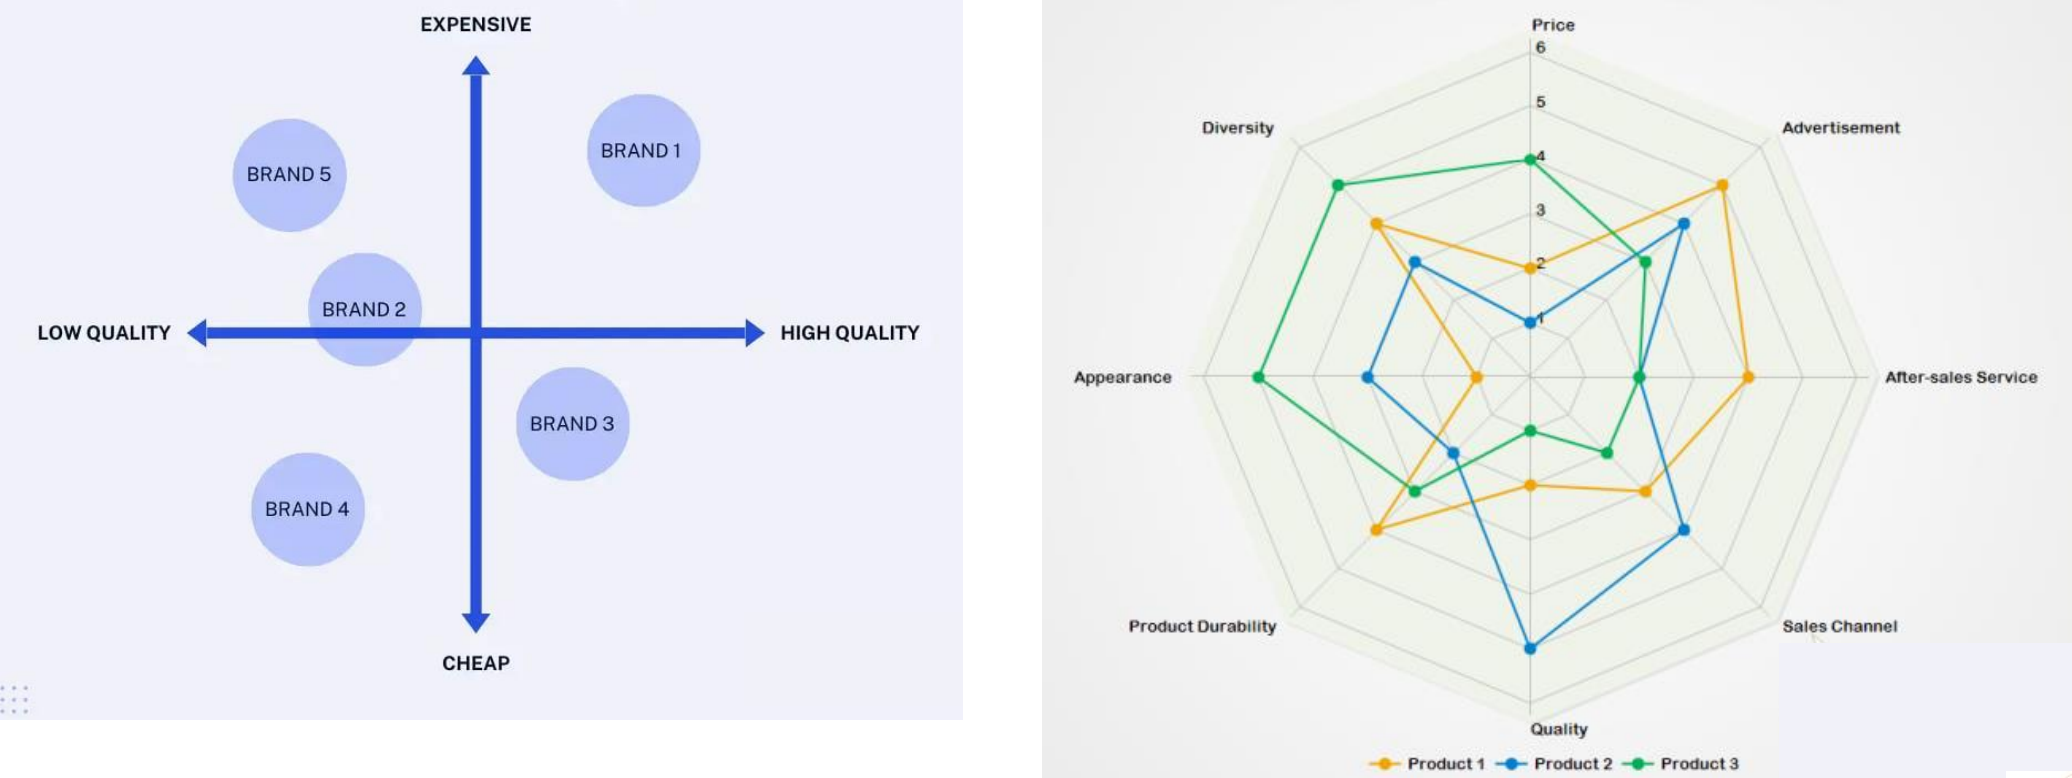 EXPENSIVE
BRAND 1
BRAND 5
BRAND 2
LOW QUALITY
HIGH QUALITY
BRAND 3
BRAND 4
CHEAP
Price
6
5
4
3
2
1
Diversity
Advertisement
Appearance
After-sales Service
Product Durability
Sales Channel
Quality
Product 1 Product 2 Product 3